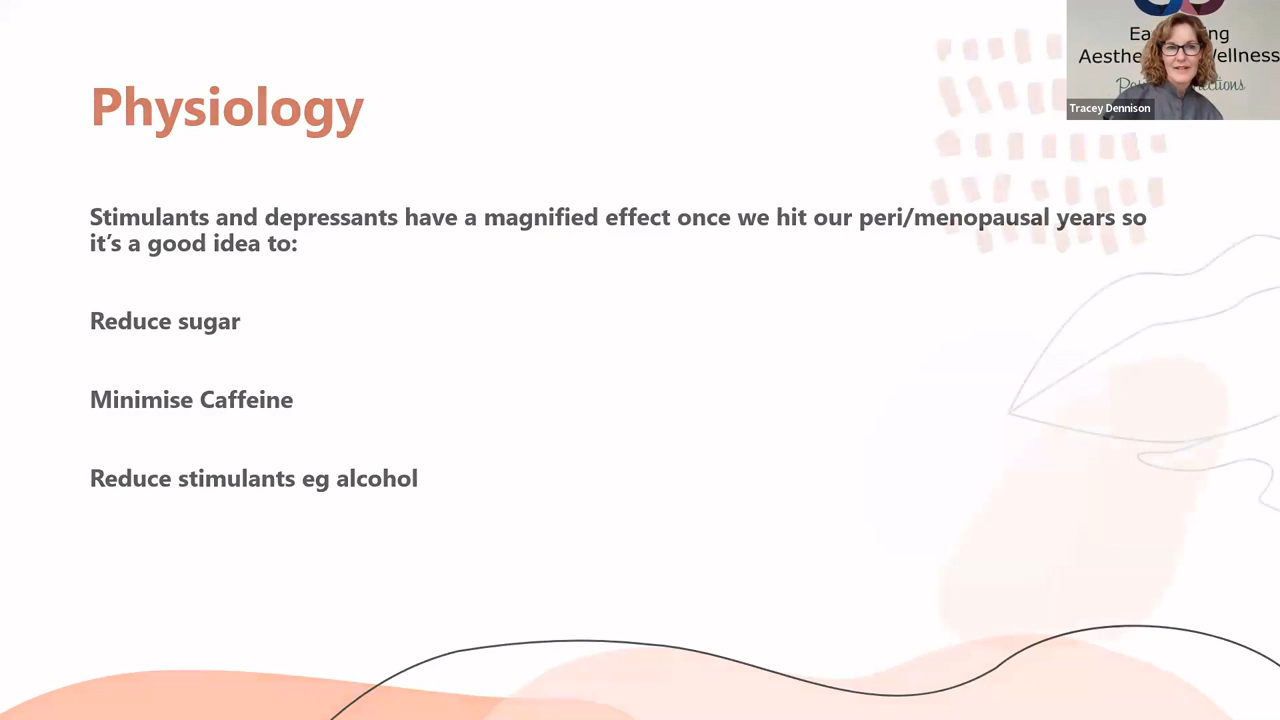 Physiology
Stimulants and depressants have a magnified effect once we hit our peri/menopausal years so
it's a good idea to:
Reduce sugar
Minimise Caffeine
Reduce stimulants eg alcohol
Tracey Dennison